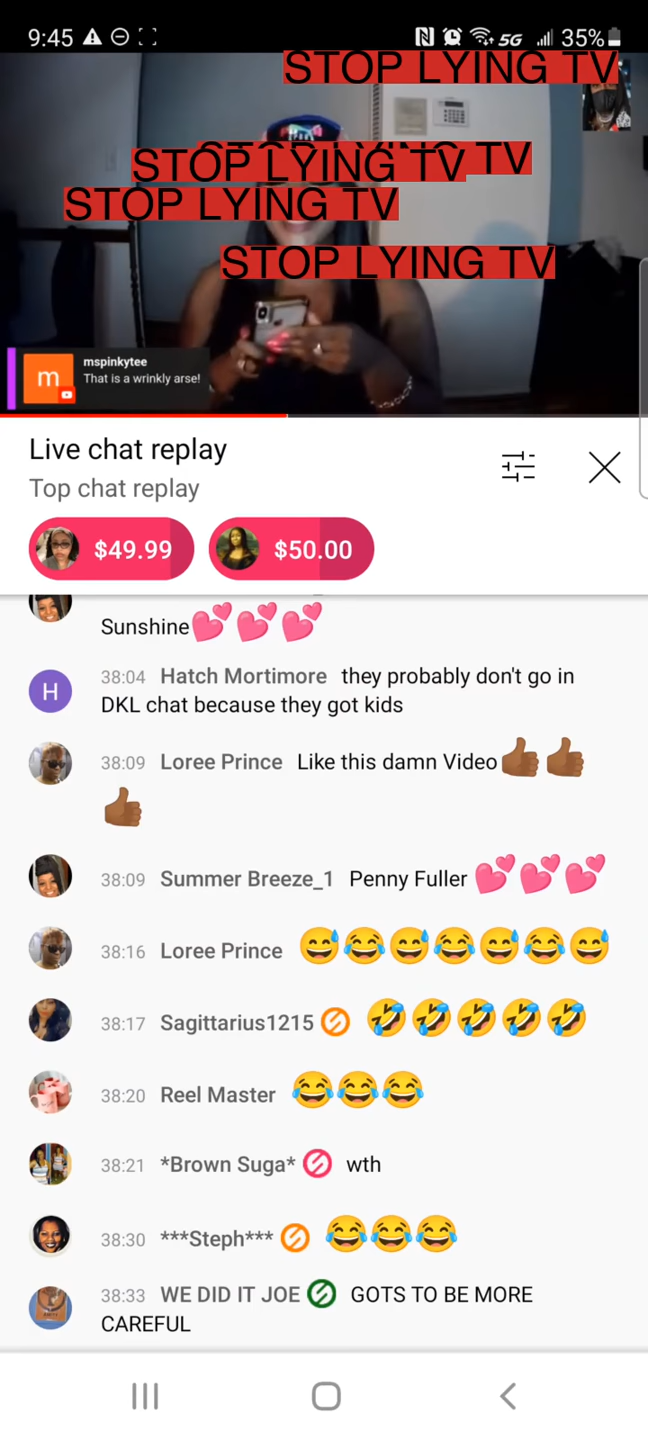 9:45
5G
35%
STOP LYING TV
STOP LYING TV
TV
STOP LYING TV
STOP LYING TV
mspinkytee
m
That is a wrinkly arse!
Live chat replay
Top chat replay
$49.99
$50.00
Sunshine💕💕💕
H
38:04 Hatch Mortimore they probably don't go in
DKL chat because they got kids
38:09 Loree Prince Like this damn Video👍🏾👍🏾
👍🏾
38:09 Summer Breeze_1 Penny Fuller 💕💕💕
38:16 Loree Prince 😅😂😅😂😅😂😅
38:17 Sagittarius1215 🤣🤣🤣🤣🤣
38:20 Reel Master 😂😂😂
38:21 *Brown Suga* wth
38:30 ***Steph*** 😂😂😂
38:33 WE DID IT JOE GOTS TO BE MORE
CAREFUL